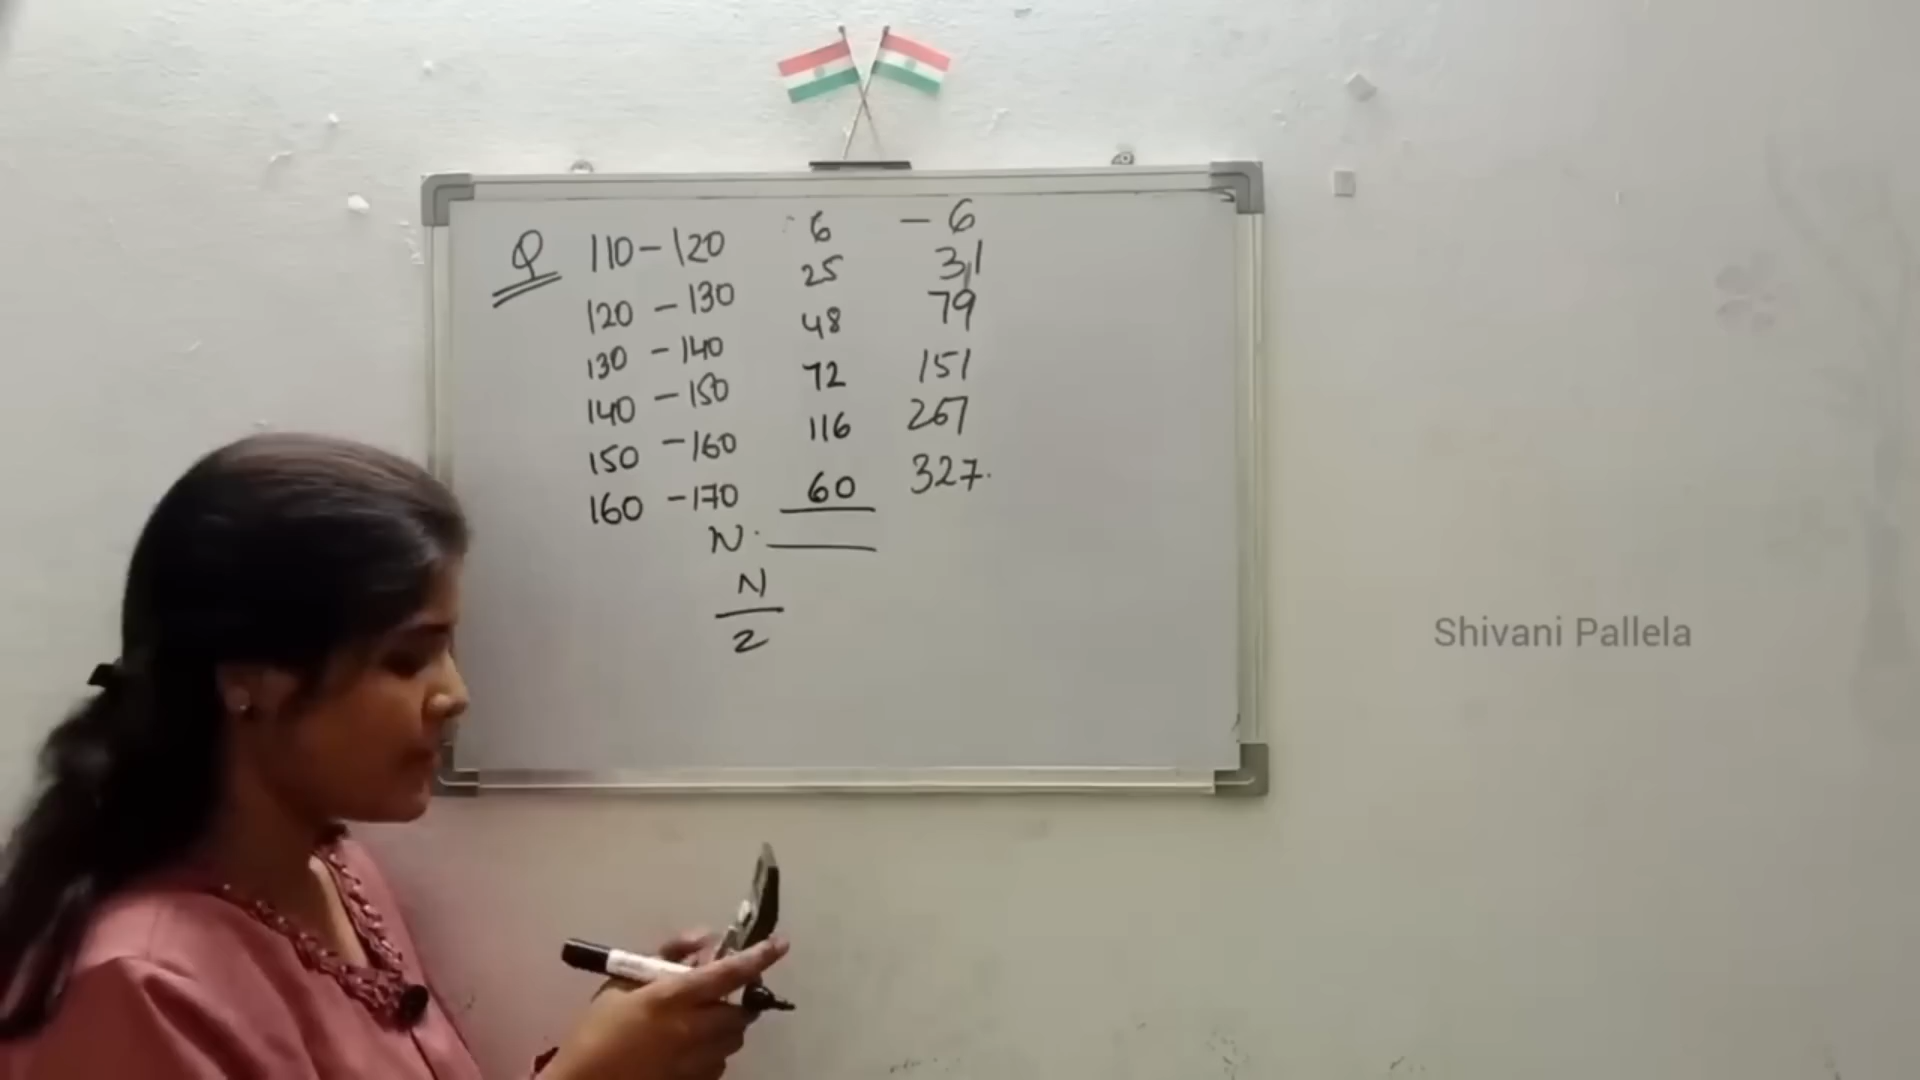 Q 110-120 6 - 6
120 - 130 25 31
130 - 140 48 79
140 - 150 72 151
150 - 160 116 267
160 - 170 60 327.
N.
N
2
Shivani Pallela